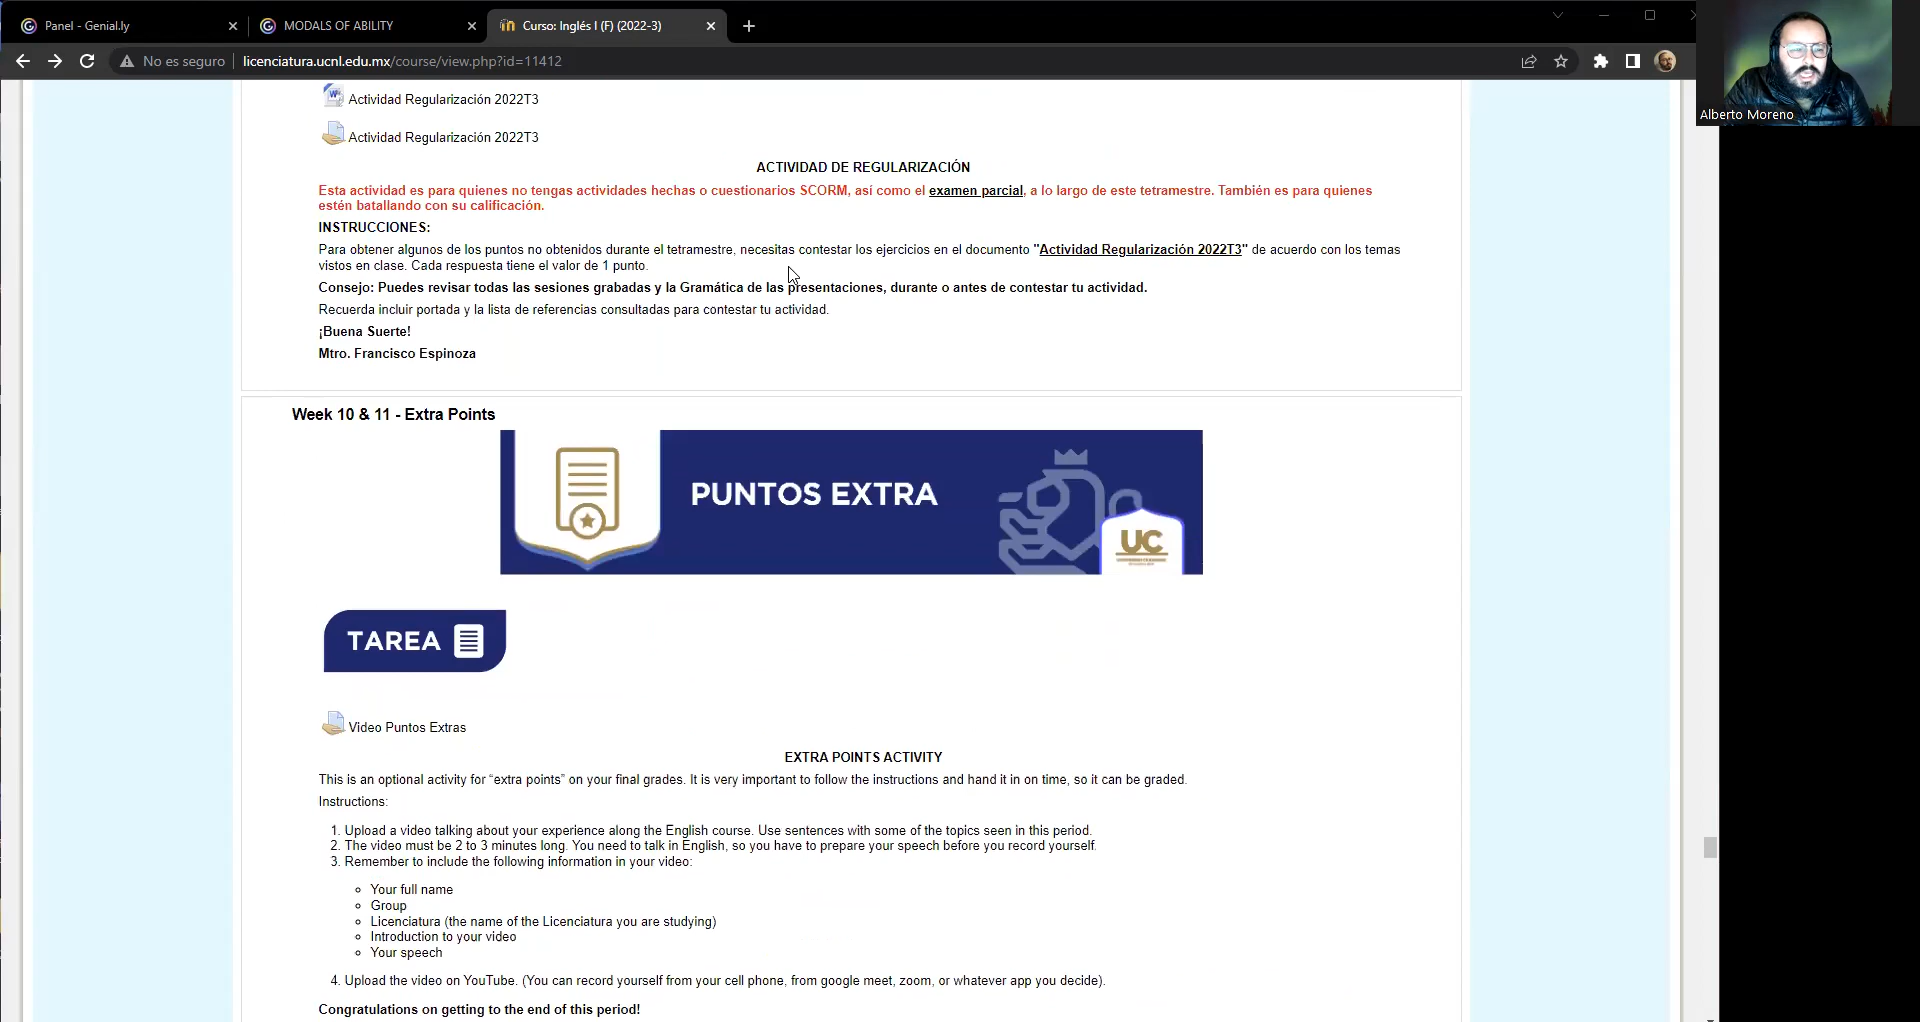 Panel - Genial.ly
MODALS OF ABILITY
Curso: Inglés I (F) (2022-3)
No es seguro
licenciatura.ucnl.edu.mx/course/view.php?id=11412
Alberto Moreno
Actividad Regularización 2022T3
Actividad Regularización 2022T3
ACTIVIDAD DE REGULARIZACIÓN
Esta actividad es para quienes no tengas actividades hechas o cuestionarios SCORM, así como el examen parcial, a lo largo de este tetramestre. También es para quienes
estén batallando con su calificación.
INSTRUCCIONES:
Para obtener algunos de los puntos no obtenidos durante el tetramestre, necesitas contestar los ejercicios en el documento "Actividad Regularización 2022T3" de acuerdo con los temas
vistos en clase. Cada respuesta tiene el valor de 1 punto.
Consejo: Puedes revisar todas las sesiones grabadas y la Gramática de las presentaciones, durante o antes de contestar tu actividad.
Recuerda incluir portada y la lista de referencias consultadas para contestar tu actividad.
¡Buena Suerte!
Mtro. Francisco Espinoza
Week 10 & 11 - Extra Points
PUNTOS EXTRA
UC
TAREA
Video Puntos Extras
EXTRA POINTS ACTIVITY
This is an optional activity for “extra points” on your final grades. It is very important to follow the instructions and hand it in on time, so it can be graded.
Instructions:
1. Upload a video talking about your experience along the English course. Use sentences with some of the topics seen in this period.
2. The video must be 2 to 3 minutes long. You need to talk in English, so you have to prepare your speech before you record yourself.
3. Remember to include the following information in your video:
Your full name
Group
Licenciatura (the name of the Licenciatura you are studying)
Introduction to your video
Your speech
4. Upload the video on YouTube. (You can record yourself from your cell phone, from google meet, zoom, or whatever app you decide).
Congratulations on getting to the end of this period!